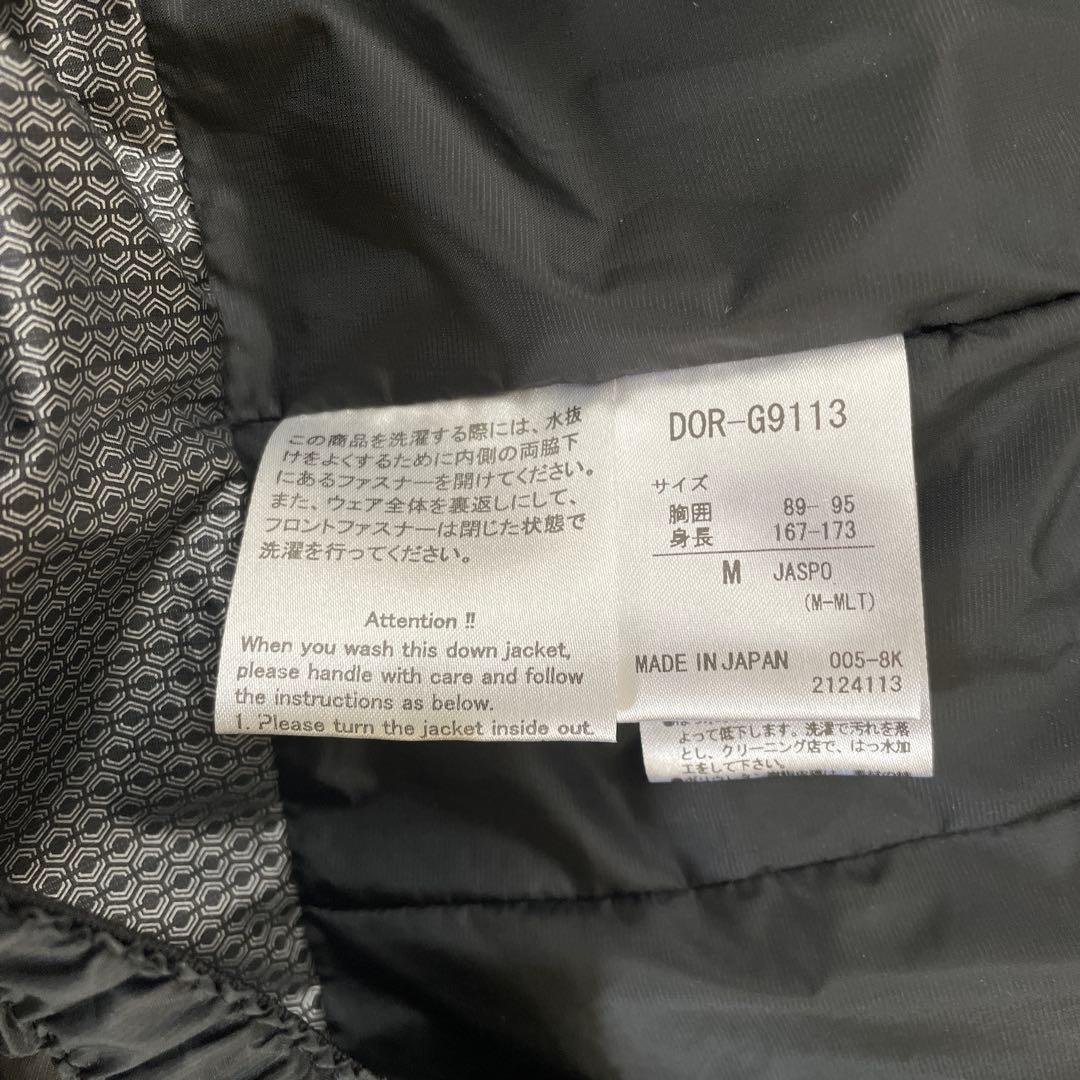 この商品を洗濯する際には、水抜
けをよくするために内側の両脇下
にあるファスナーを開けてください。
また、ウェア全体を裏返しにして、
フロントファスナーは閉じた状態で
洗濯を行ってください。
Attention !!
When you wash this down jacket,
please handle with care and follow
the instructions as below.
1. Please turn the jacket inside out.
DOR-G9113
サイズ
胸囲 89- 95
身長 167-173
M JASPO
(M-MLT)
MADE IN JAPAN 005-8K
2124113
よって低下します。洗濯で汚れを落
とし、クリーニング店で、はっ水加
工をして下さい。